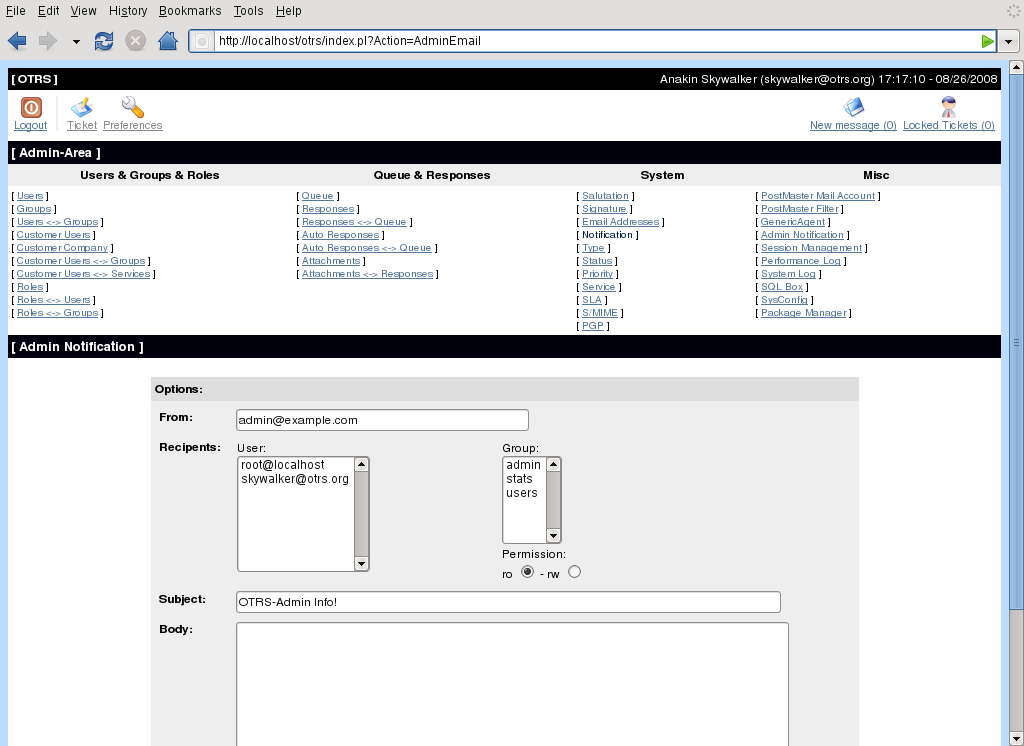 File Edit View History Bookmarks Tools Help
http://localhost/otrs/index.pl?Action=AdminEmail
[ OTRS ] Anakin Skywalker (skywalker@otrs.org) 17:17:10 - 08/26/2008
Logout Ticket Preferences New message (0) Locked Tickets (0)
[ Admin-Area ]
Users & Groups & Roles Queue & Responses System Misc
[ Users ] [ Queue ] [ Salutation ] [ PostMaster Mail Account ]
[ Groups ] [ Responses ] [ Signature ] [ PostMaster Filter ]
[ Users <-> Groups ] [ Responses <-> Queue ] [ Email Addresses ] [ GenericAgent ]
[ Customer Users ] [ Auto Responses ] [ Notification ] [ Admin Notification ]
[ Customer Company ] [ Auto Responses <-> Queue ] [ Type ] [ Session Management ]
[ Customer Users <-> Groups ] [ Attachments ] [ Status ] [ Performance Log ]
[ Customer Users <-> Services ] [ Attachments <-> Responses ] [ Priority ] [ System Log ]
[ Roles ] [ Service ] [ SQL Box ]
[ Roles <-> Users ] [ SLA ] [ SysConfig ]
[ Roles <-> Groups ] [ S/MIME ] [ Package Manager ]
[ PGP ]
[ Admin Notification ]
Options:
From: admin@example.com
Recipents: User: Group:
root@localhost admin
skywalker@otrs.org stats
users
Permission:
ro - rw
Subject: OTRS-Admin Info!
Body: